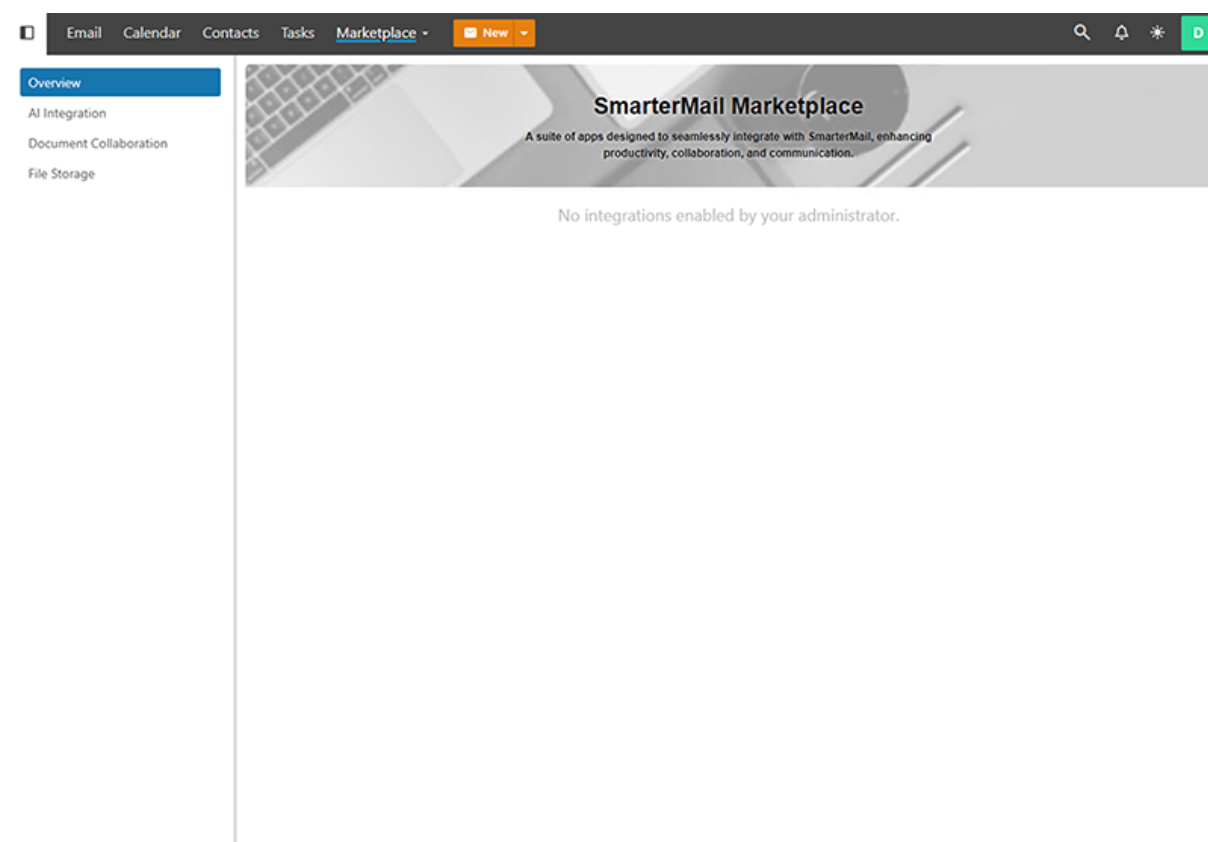 Email Calendar Contacts Tasks Marketplace New D
Overview
AI Integration
Document Collaboration
File Storage
SmarterMail Marketplace
A suite of apps designed to seamlessly integrate with SmarterMail, enhancing
productivity, collaboration, and communication.
No integrations enabled by your administrator.